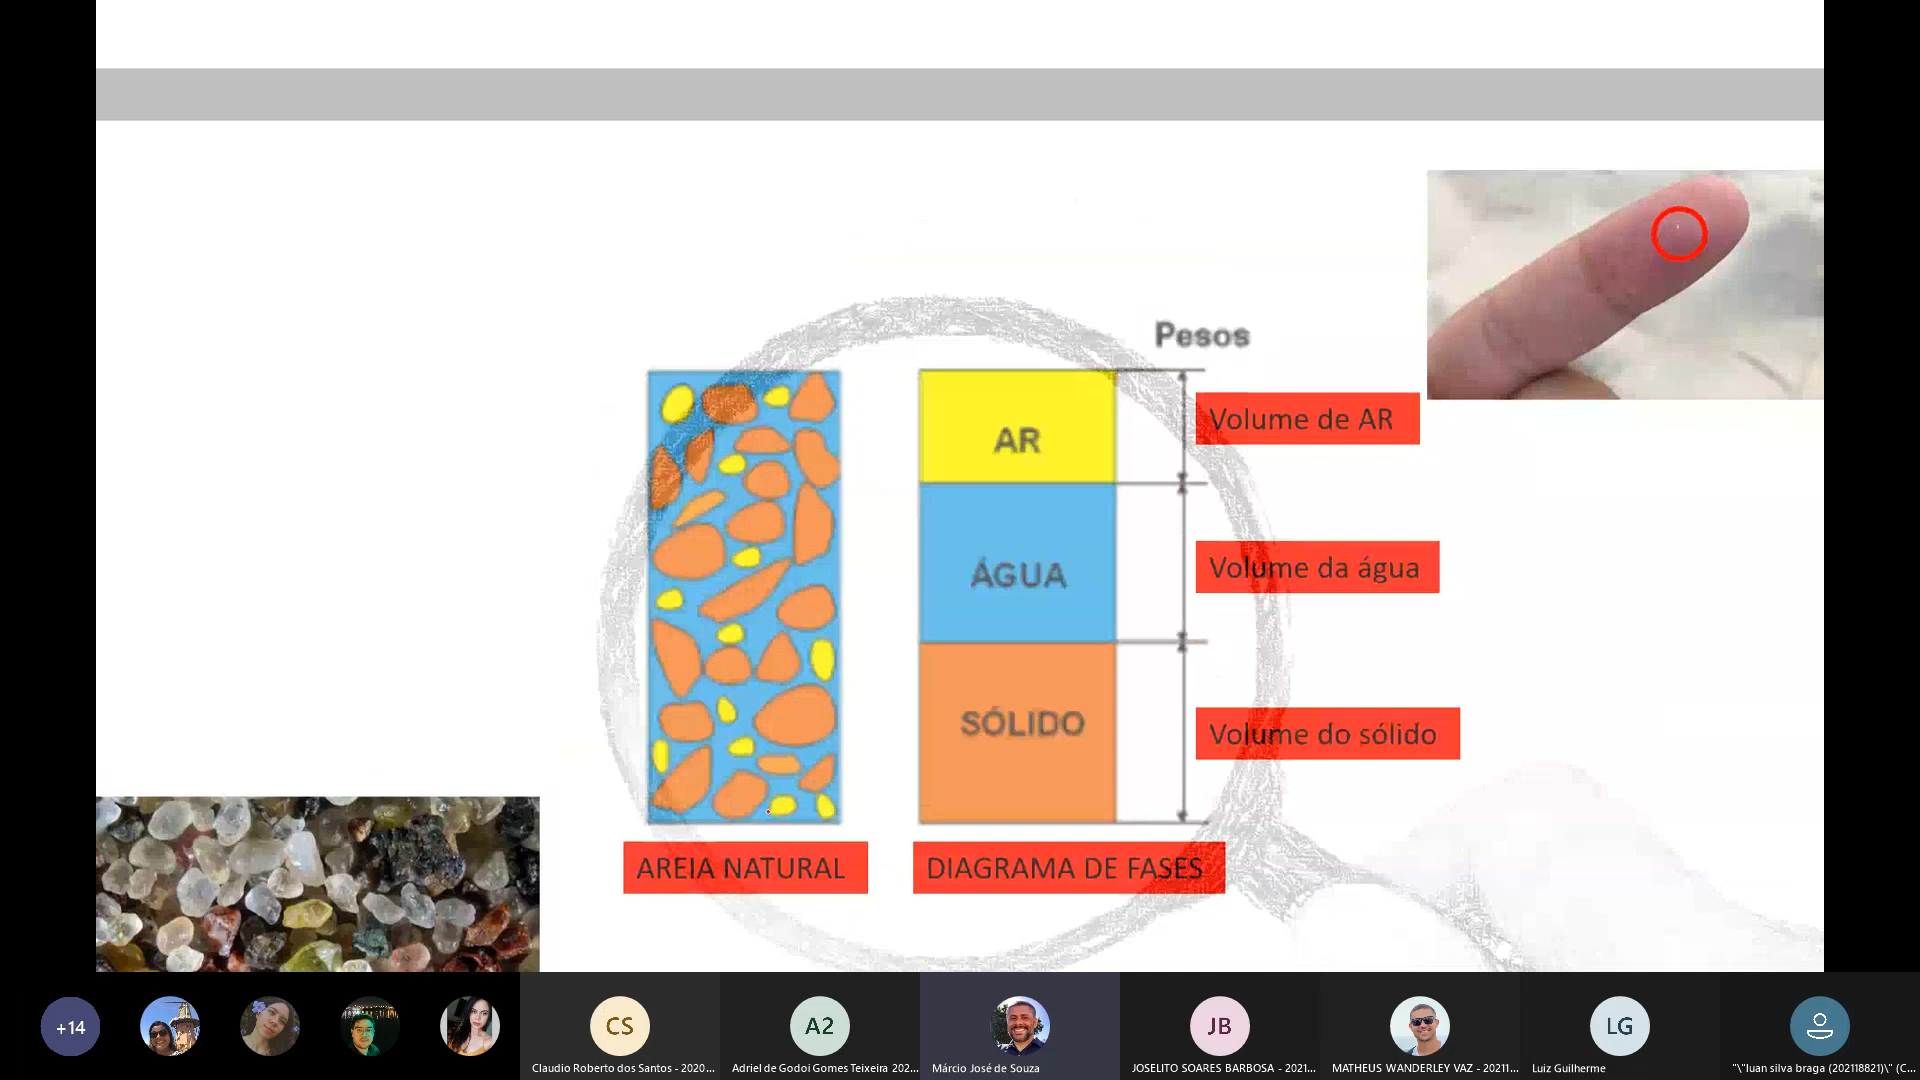 Pesos
AR
Volume de AR
ÁGUA
Volume da água
SÓLIDO
Volume do sólido
AREIA NATURAL
DIAGRAMA DE FASES
+14
CS
A2
JB
LG
Claudio Roberto dos Santos - 2020...
Adriel de Godoi Gomes Teixeira 202...
Márcio José de Souza
JOSELITO SOARES BARBOSA - 2021...
MATHEUS WANDERLEY VAZ - 20211...
Luiz Guilherme
"\"luan silva braga (202118821)\" (C...